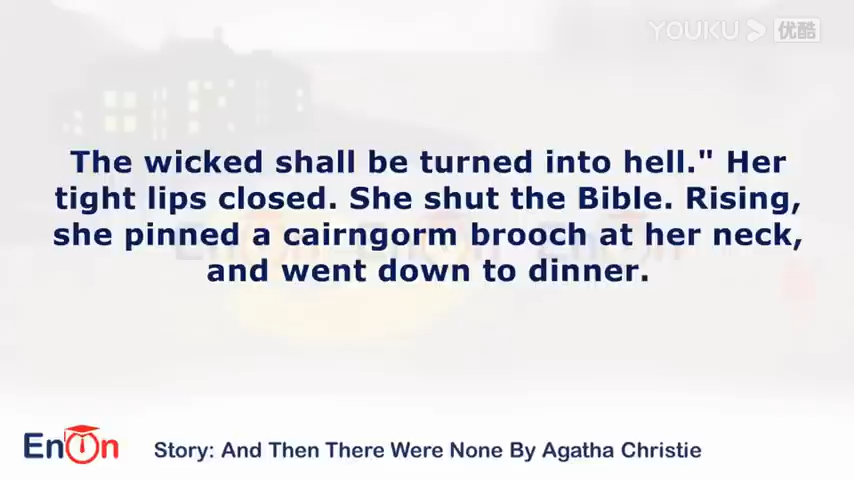 YOUKU 优酷
The wicked shall be turned into hell." Her
tight lips closed. She shut the Bible. Rising,
she pinned a cairngorm brooch at her neck,
and went down to dinner.
EnOn
Story: And Then There Were None By Agatha Christie